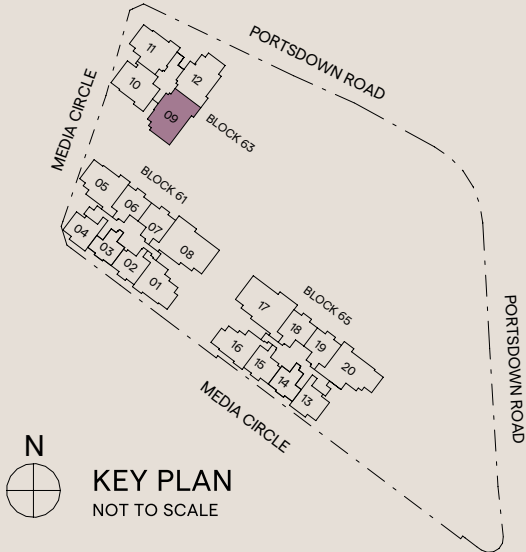 PORTSDOWN ROAD
11
12
10
09
MEDIA CIRCLE
BLOCK 63
BLOCK 61
05
06
07
08
04
03
02
01
BLOCK 65
17
18
19
20
16
15
14
13
PORTSDOWN ROAD
MEDIA CIRCLE
N
KEY PLAN
NOT TO SCALE